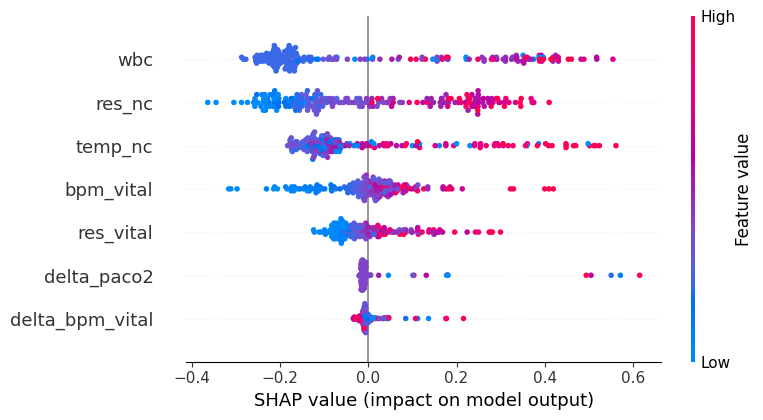 High
wbc
res_nc
temp_nc
bpm_vital
res_vital
delta_paco2
delta_bpm_vital
Feature value
Low
−0.4 −0.2 0.0 0.2 0.4 0.6
SHAP value (impact on model output)